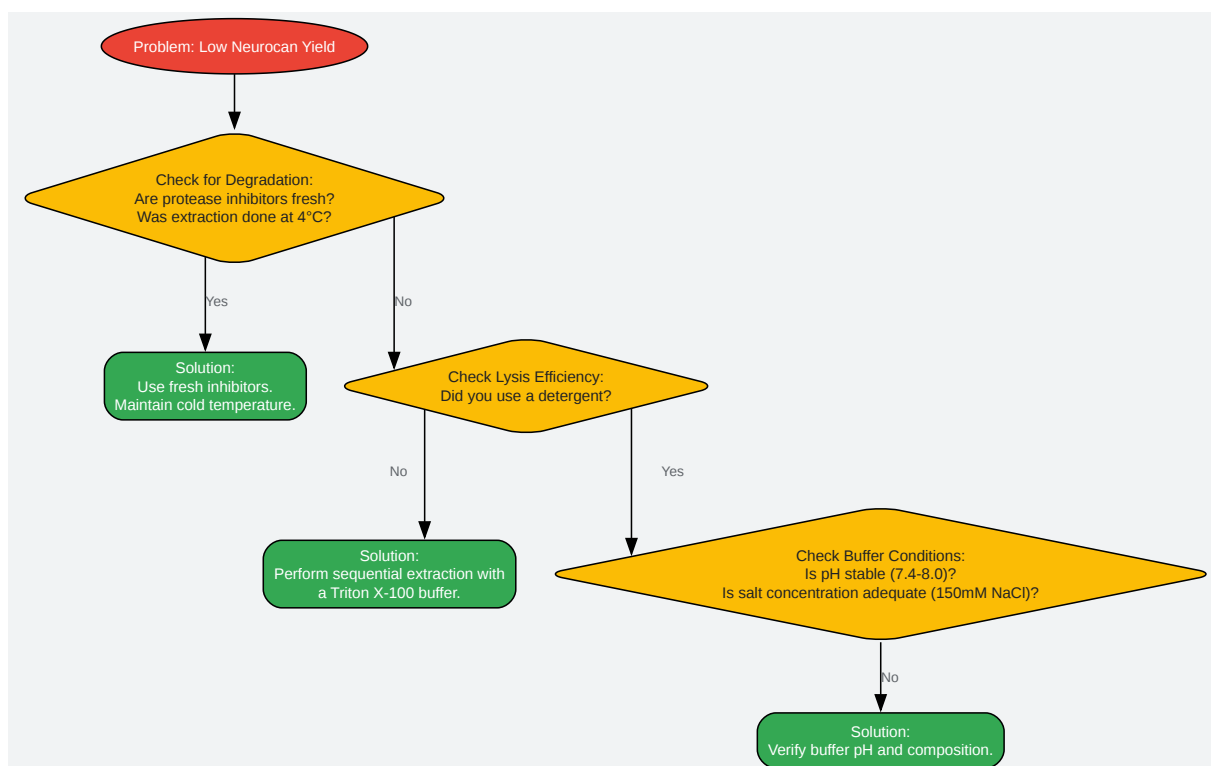 Problem: Low Neurocan Yield
Check for Degradation:
Are protease inhibitors fresh?
Was extraction done at 4°C?
Yes
No
Solution:
Use fresh inhibitors.
Maintain cold temperature.
Check Lysis Efficiency:
Did you use a detergent?
No
Yes
Solution:
Perform sequential extraction with
a Triton X-100 buffer.
Check Buffer Conditions:
Is pH stable (7.4-8.0)?
Is salt concentration adequate (150mM NaCl)?
No
Solution:
Verify buffer pH and composition.